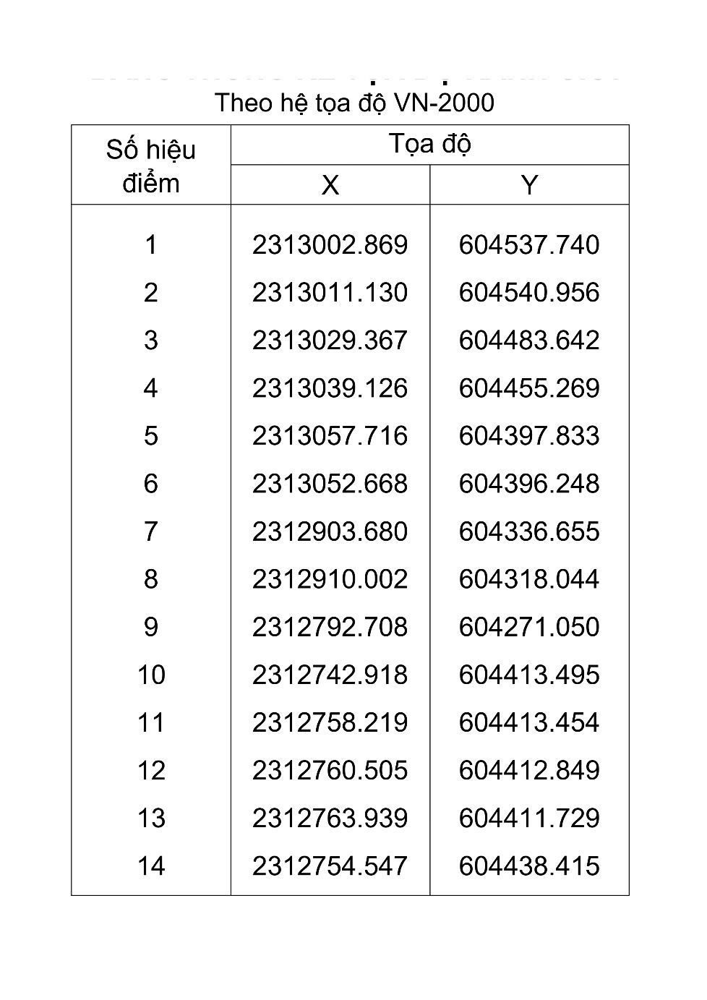 Theo hệ tọa độ VN-2000
Số hiệu điểm Tọa độ
X Y
1 2313002.869 604537.740
2 2313011.130 604540.956
3 2313029.367 604483.642
4 2313039.126 604455.269
5 2313057.716 604397.833
6 2313052.668 604396.248
7 2312903.680 604336.655
8 2312910.002 604318.044
9 2312792.708 604271.050
10 2312742.918 604413.495
11 2312758.219 604413.454
12 2312760.505 604412.849
13 2312763.939 604411.729
14 2312754.547 604438.415